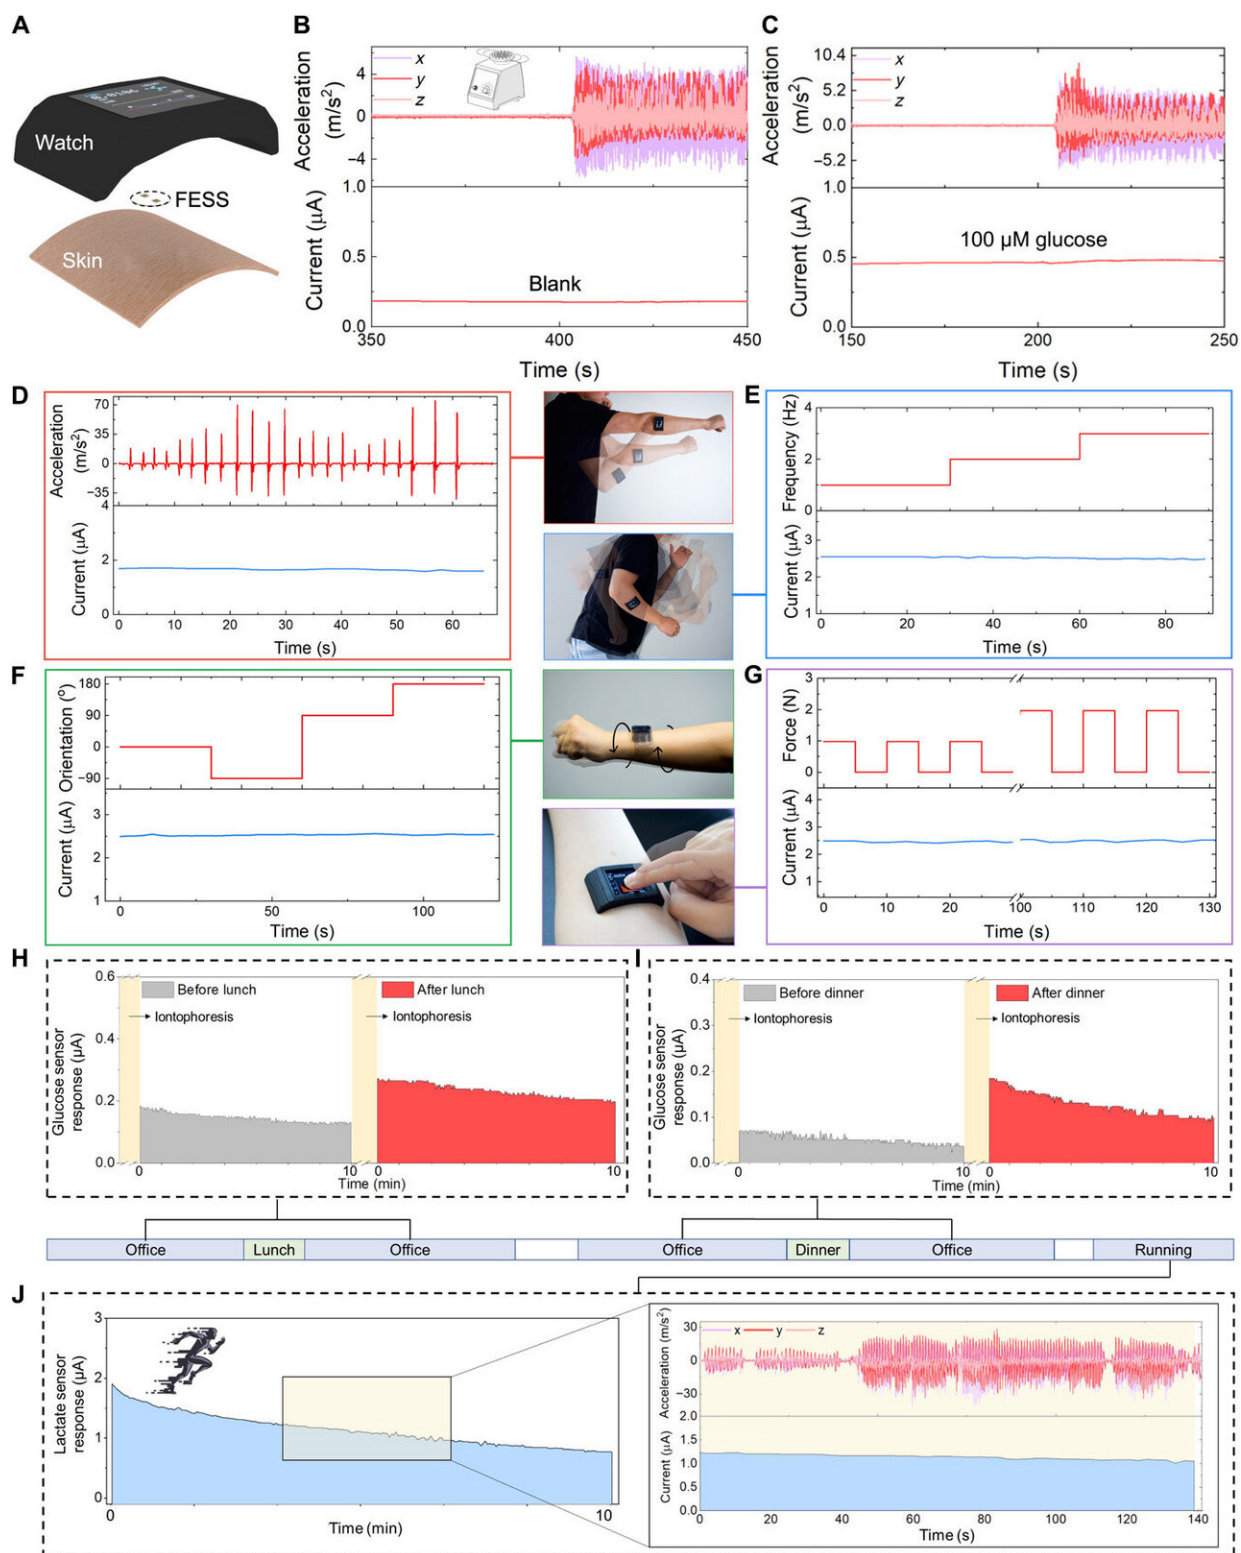 A
Watch
FESS
Skin
B
Acceleration
(m/s²)
4
0
−4
x
y
z
Current (μA)
1.0
0.5
0.0
Blank
350
400
450
Time (s)
C
Acceleration
(m/s²)
10.4
5.2
0.0
−5.2
x
y
z
Current (μA)
1.0
0.5
0.0
100 μM glucose
150
200
250
Time (s)
D
Acceleration
(m/s²)
70
35
0
−35
Current (μA)
4
2
0
0 10 20 30 40 50 60
Time (s)
E
Frequency (Hz)
4
3
2
1
0
Current (μA)
3
2
1
0 20 40 60 80
Time (s)
F
Orientation (°)
180
90
0
−90
Current (μA)
3
2
1
0 50 100
Time (s)
G
Force (N)
3
2
1
0
Current (μA)
4
3
2
1
0 10 20 100 110 120 130
Time (s)
H
Glucose sensor
response (μA)
0.6
0.4
0.2
0.0
Before lunch
Iontophoresis
After lunch
Iontophoresis
0 10 0 10
Time (min)
I
Glucose sensor
response (μA)
0.4
0.3
0.2
0.1
0.0
Before dinner
Iontophoresis
After dinner
Iontophoresis
0 10 0 10
Time (min)
Office Lunch Office Office Dinner Office Running
J
Lactate sensor
response (μA)
3
2
1
0
0 10
Time (min)
Acceleration (m/s²)
30
0
−30
x y z
Current (μA)
2.0
1.5
1.0
0.5
0.0
0 20 40 60 80 100 120 140
Time (s)